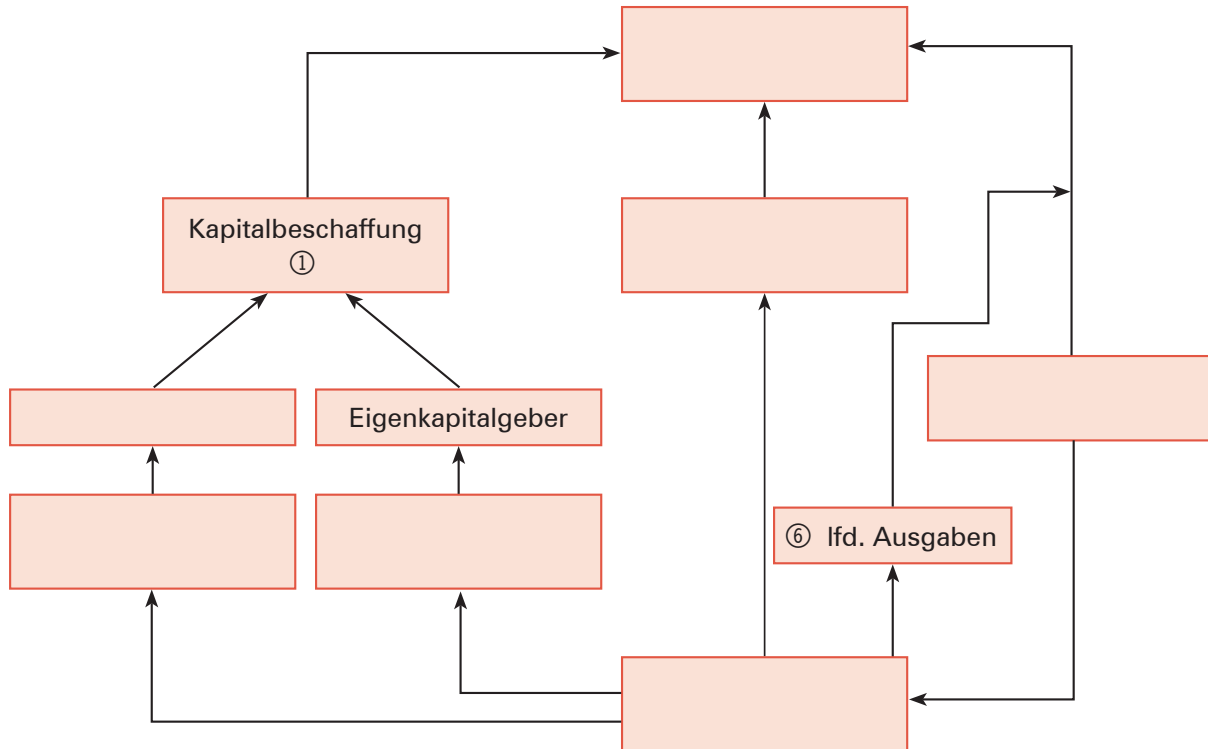 Kapitalbeschaffung
①
Eigenkapitalgeber
⑥ lfd. Ausgaben